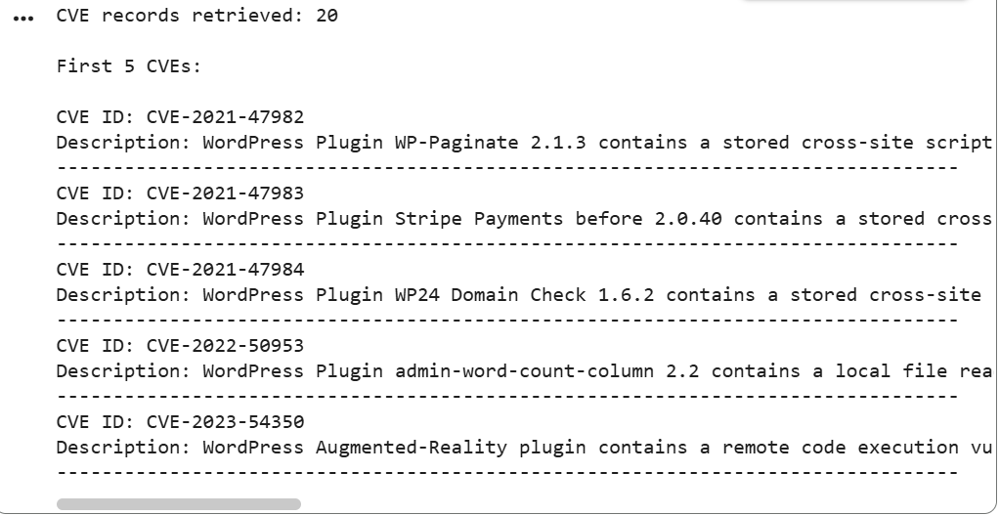 ••• CVE records retrieved: 20
First 5 CVEs:
CVE ID: CVE-2021-47982
Description: WordPress Plugin WP-Paginate 2.1.3 contains a stored cross-site script
--------------------------------------------------------------------------------
CVE ID: CVE-2021-47983
Description: WordPress Plugin Stripe Payments before 2.0.40 contains a stored cross
--------------------------------------------------------------------------------
CVE ID: CVE-2021-47984
Description: WordPress Plugin WP24 Domain Check 1.6.2 contains a stored cross-site
--------------------------------------------------------------------------------
CVE ID: CVE-2022-50953
Description: WordPress Plugin admin-word-count-column 2.2 contains a local file rea
--------------------------------------------------------------------------------
CVE ID: CVE-2023-54350
Description: WordPress Augmented-Reality plugin contains a remote code execution vu
--------------------------------------------------------------------------------